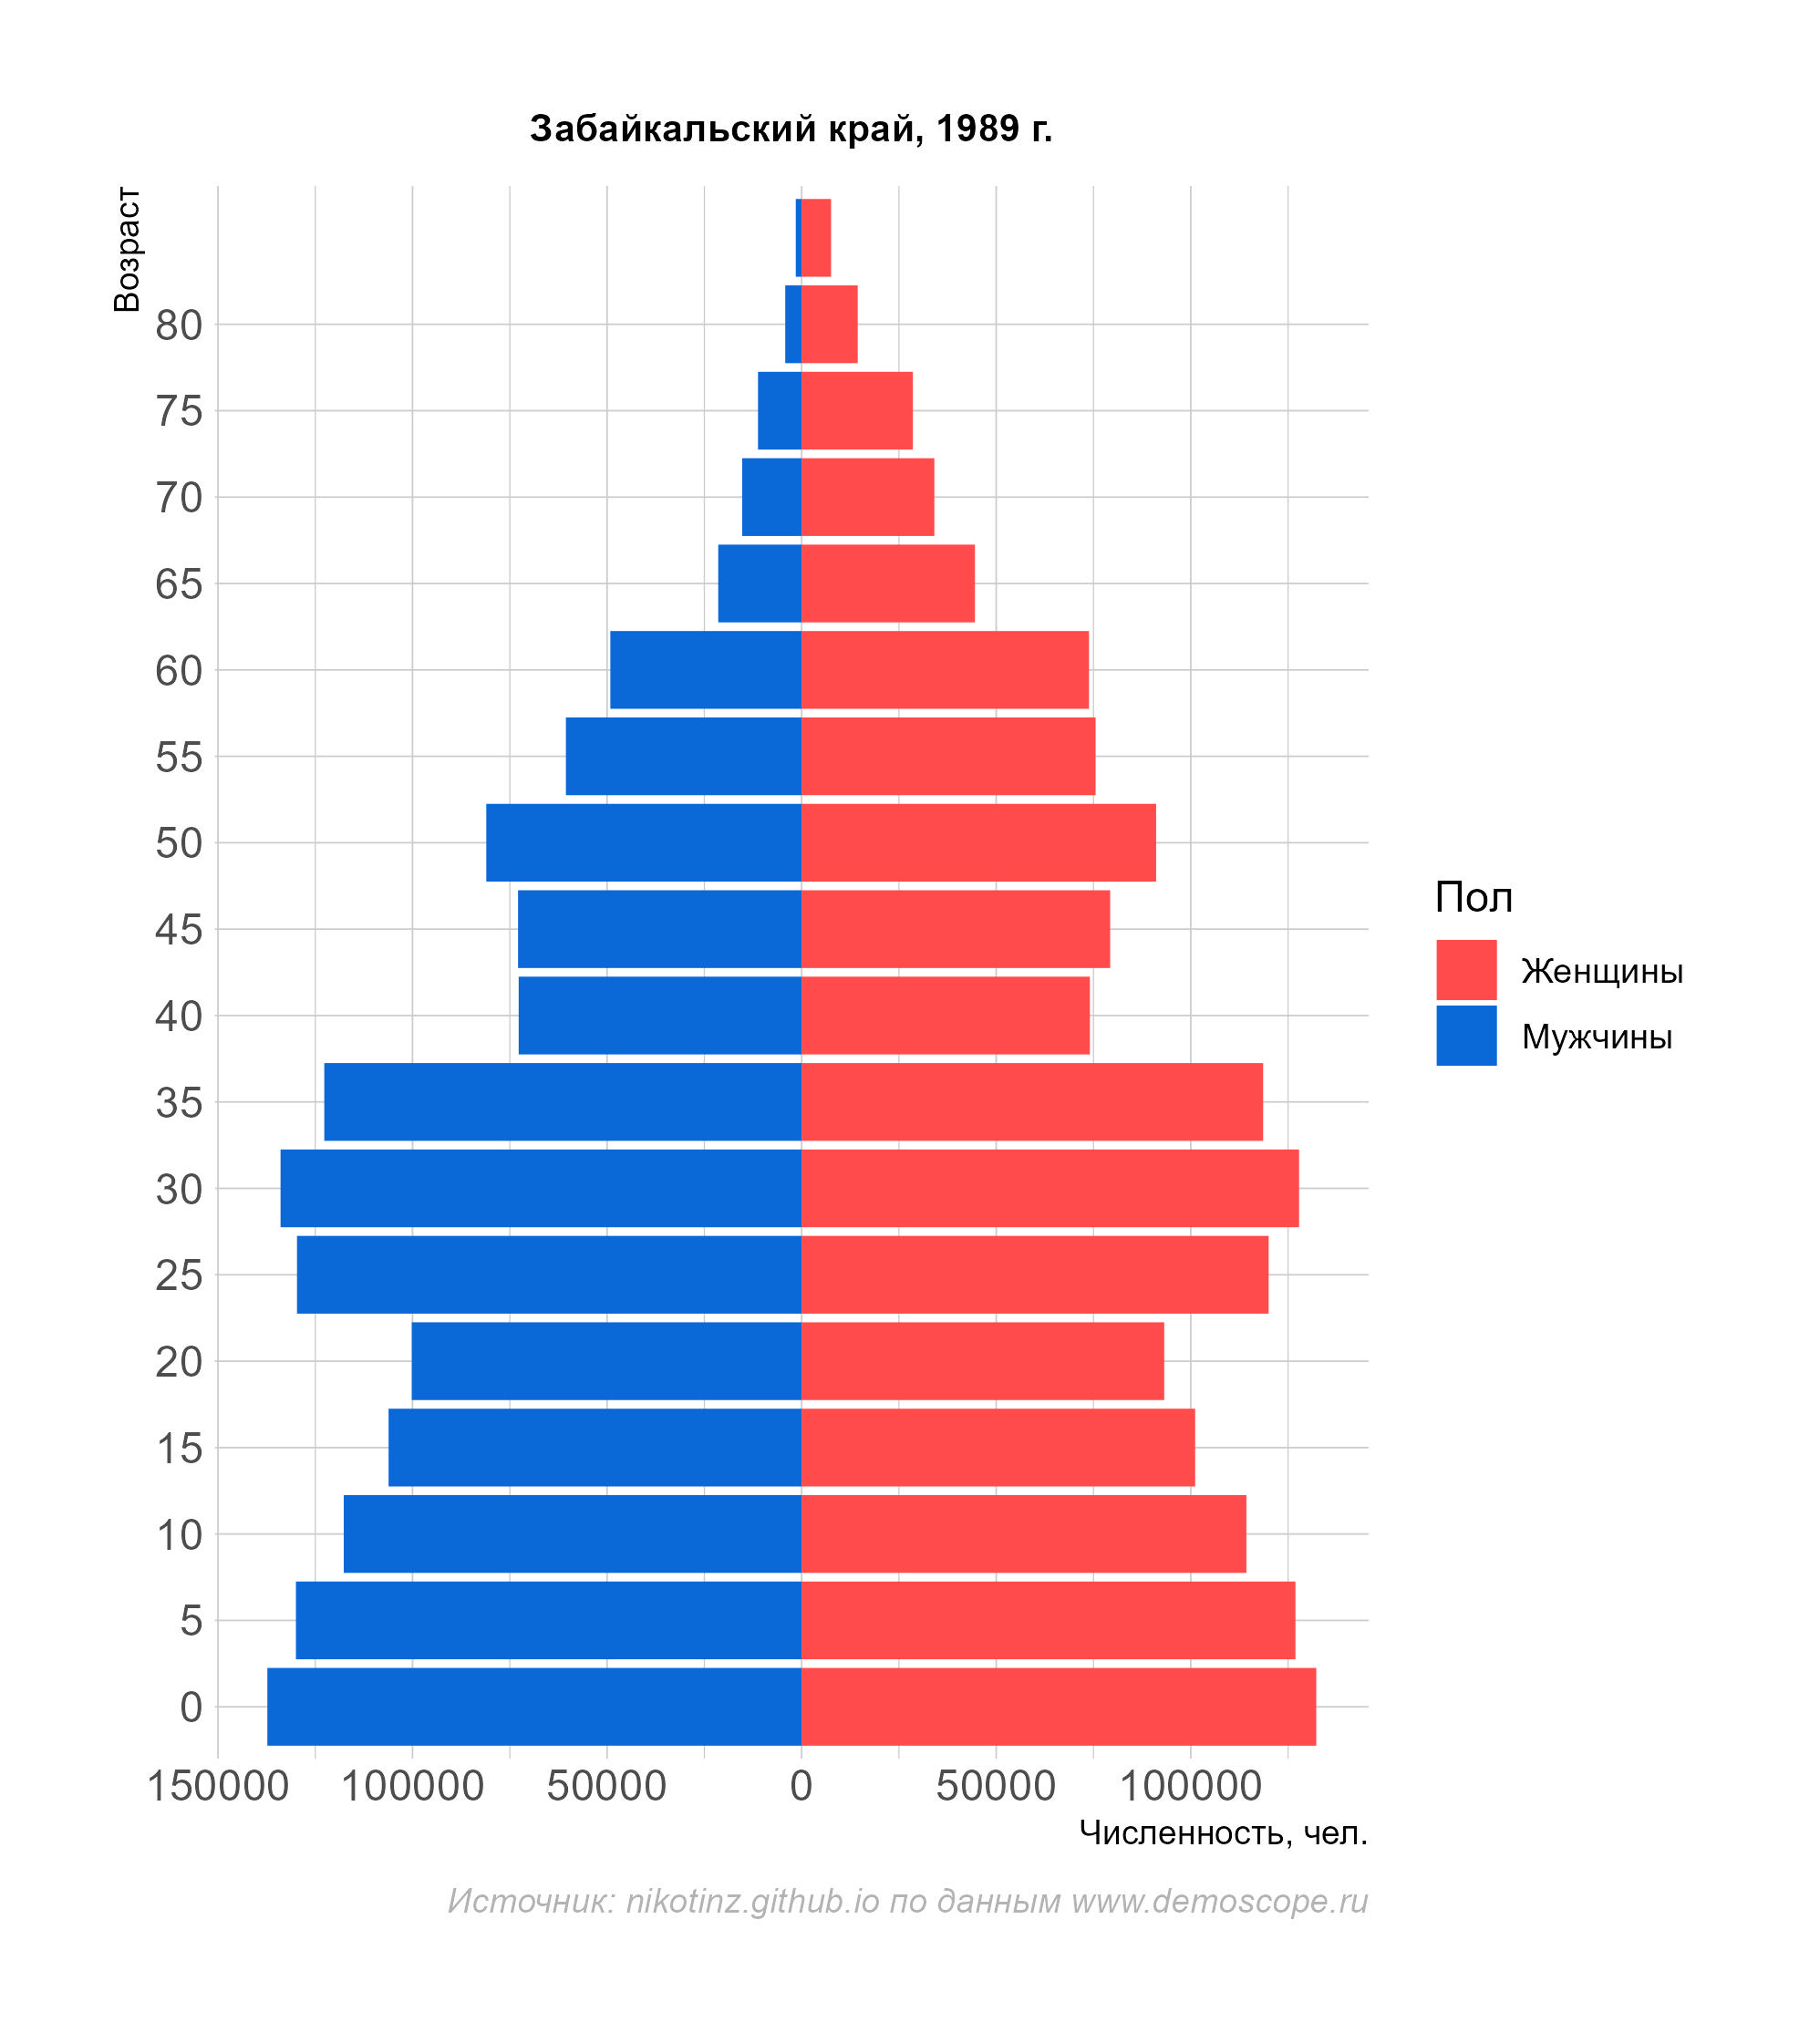 Забайкальский край, 1989 г.
Возраст
80
75
70
65
60
55
50
45
40
35
30
25
20
15
10
5
0
150000 100000 50000 0 50000 100000
Численность, чел.
Пол
Женщины
Мужчины
Источник: nikotinz.github.io по данным www.demoscope.ru